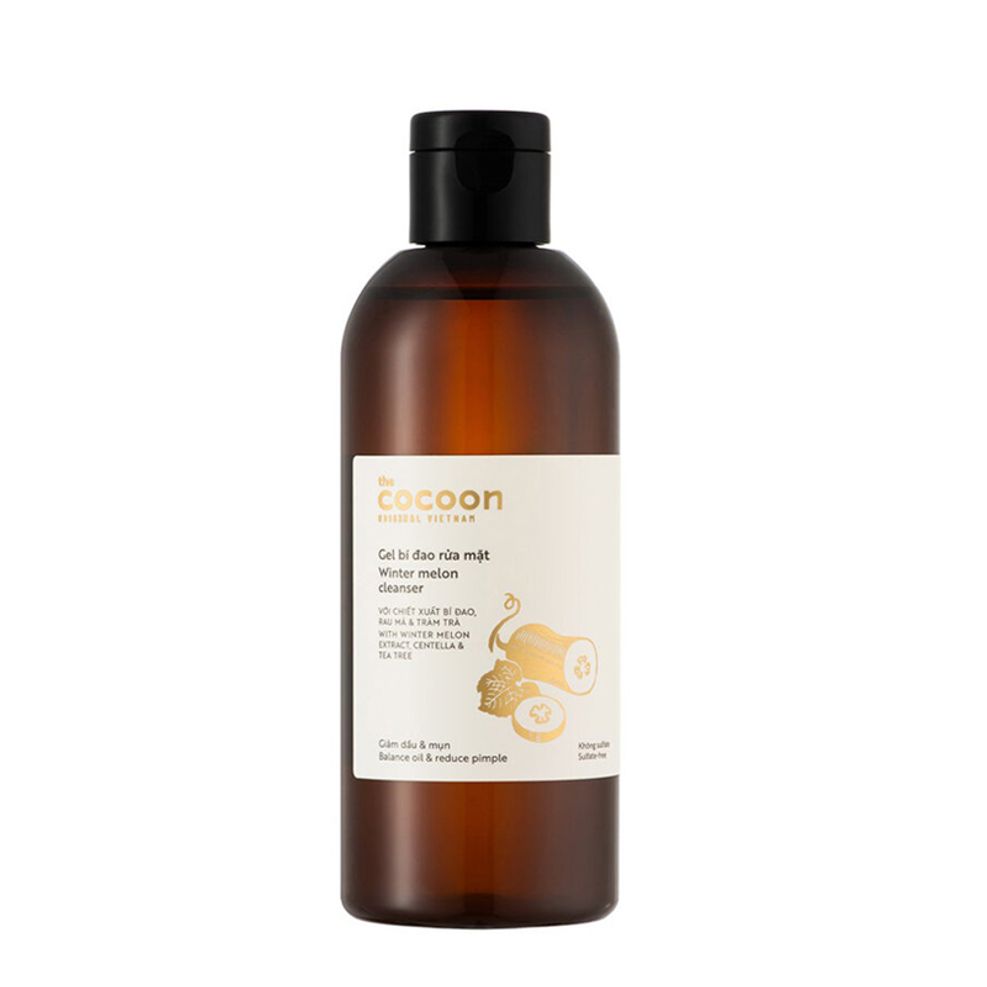 the
cocoon
ORIGINAL VIETNAM
Gel bí đao rửa mặt
Winter melon
cleanser
VỚI CHIẾT XUẤT BÍ ĐAO,
RAU MÁ & TRÀM TRÀ
WITH WINTER MELON
EXTRACT, CENTELLA &
TEA TREE
Giảm dầu & mụn
Balance oil & reduce pimple
Không sulfate
Sulfate-free